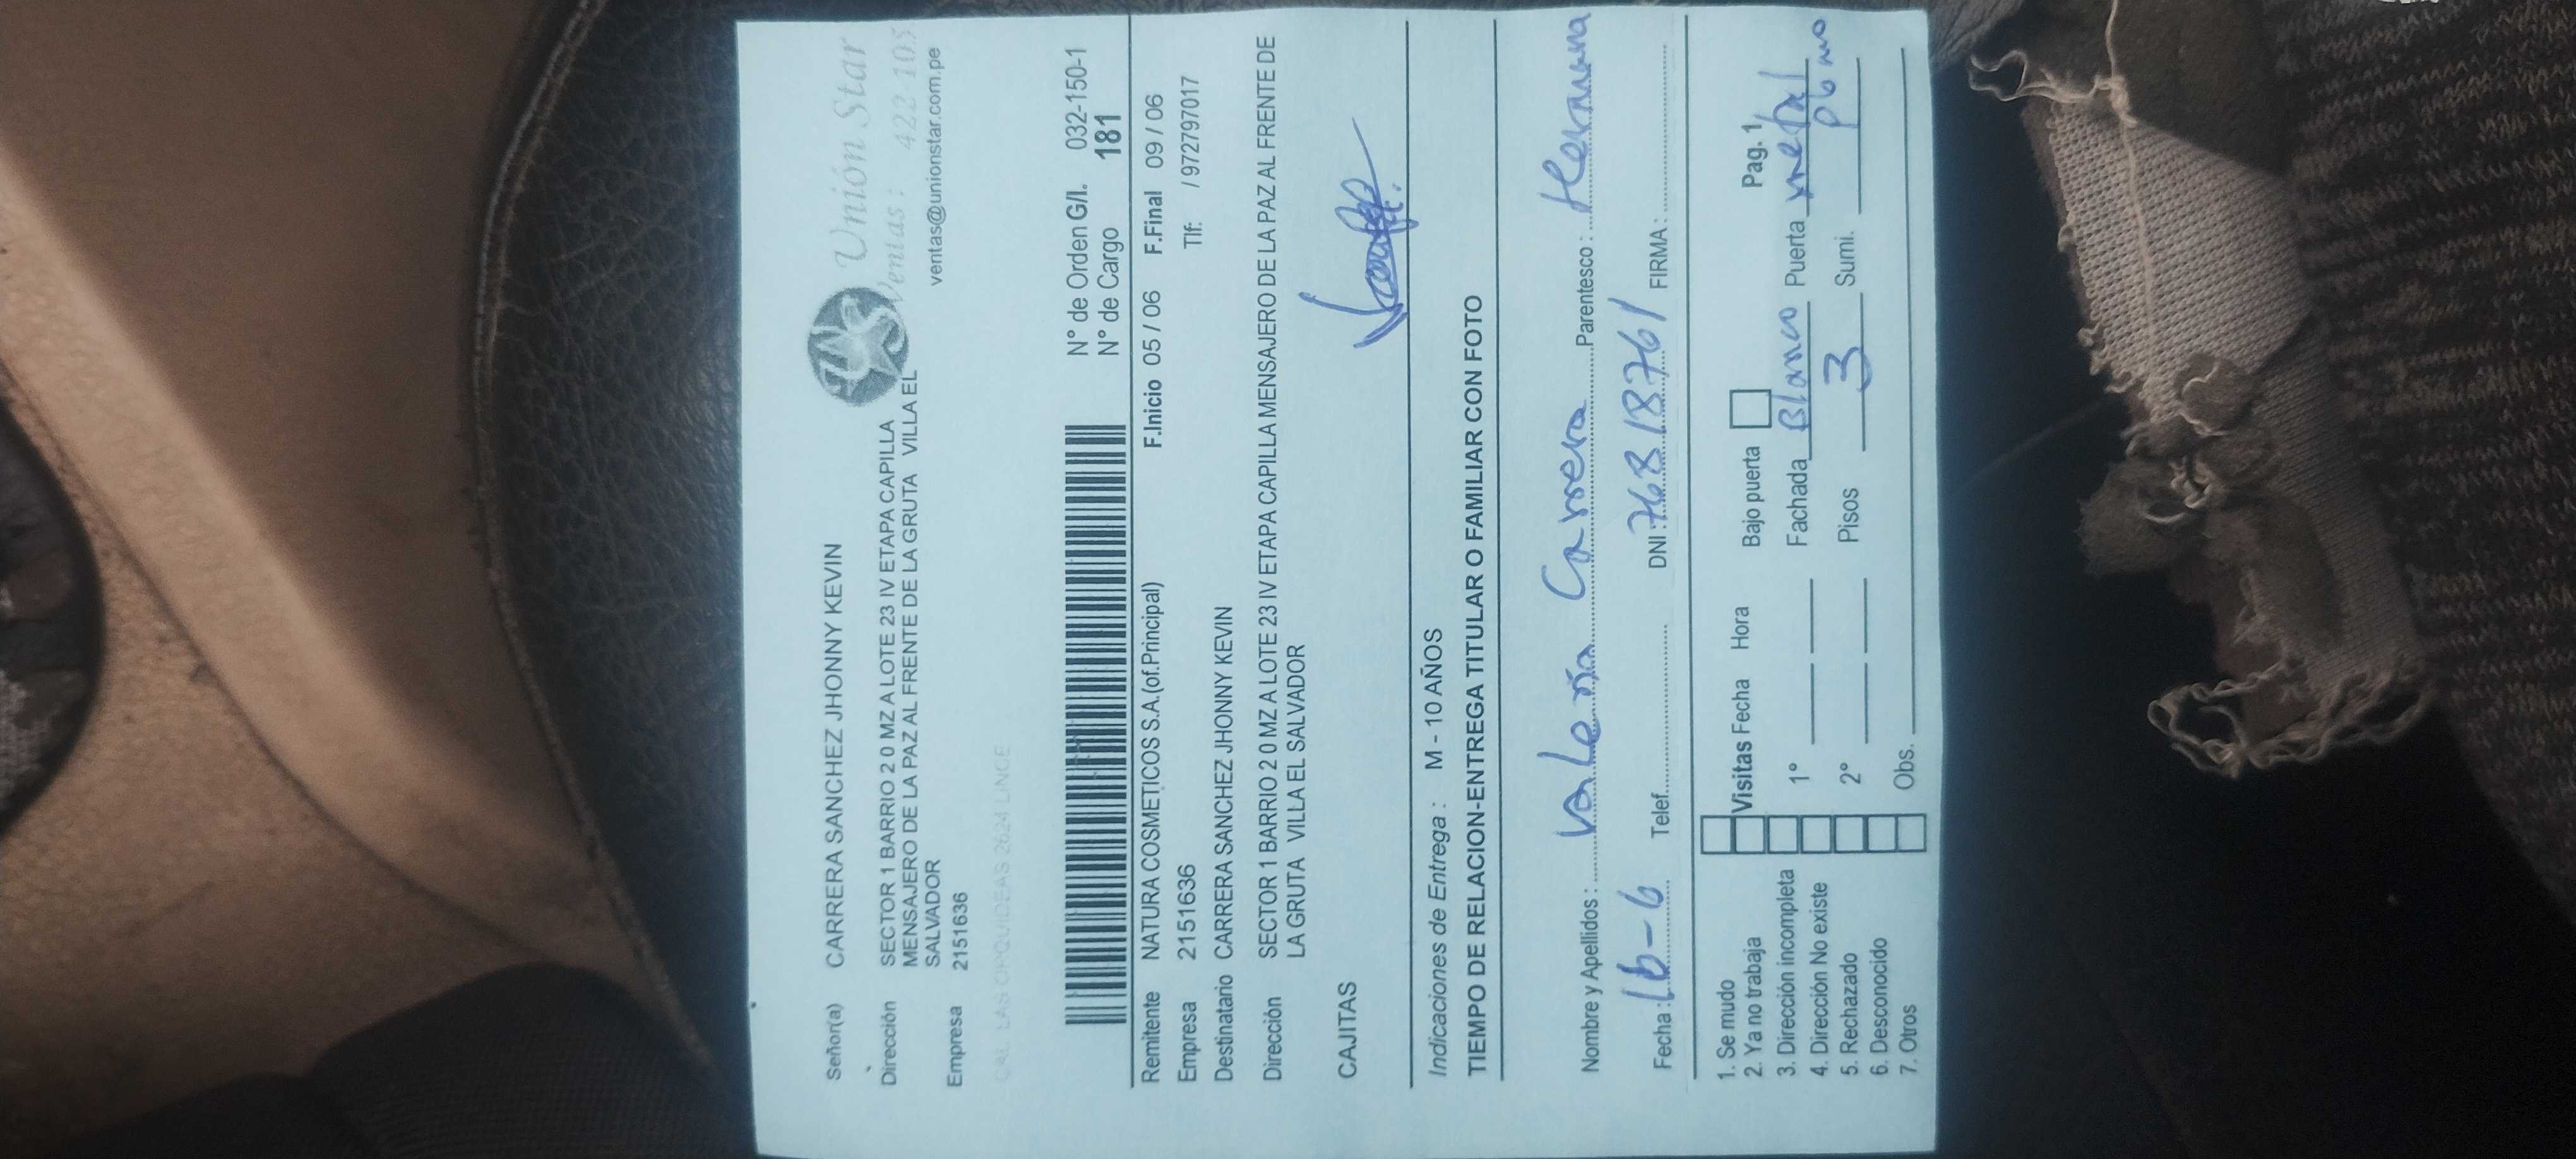 Unión Star
Ventas: 422 105
ventas@unionstar.com.pe
Señor(a) CARRERA SANCHEZ JHONNY KEVIN
Dirección SECTOR 1 BARRIO 2 0 MZ A LOTE 23 IV ETAPA CAPILLA
MENSAJERO DE LA PAZ AL FRENTE DE LA GRUTA VILLA EL
SALVADOR
Empresa 2151636
CAL LAS ORQUIDEAS 2624 LINCE
N° de Orden G/I. 032-150-1
N° de Cargo 181
Remitente NATURA COSMETICOS S.A.(of.Principal) F.Inicio 05 / 06 F.Final 09 / 06
Empresa 2151636 Tlf: / 972797017
Destinatario CARRERA SANCHEZ JHONNY KEVIN
Dirección SECTOR 1 BARRIO 2 0 MZ A LOTE 23 IV ETAPA CAPILLA MENSAJERO DE LA PAZ AL FRENTE DE
LA GRUTA VILLA EL SALVADOR
CAJITAS
Indicaciones de Entrega : M - 10 AÑOS
TIEMPO DE RELACION-ENTREGA TITULAR O FAMILIAR CON FOTO
Nombre y Apellidos : Valeria Carrera Parentesco : Hermana
Fecha : 6-6 Telef. DNI : 76818761 FIRMA :
1. Se mudo
2. Ya no trabaja
3. Dirección incompleta
4. Dirección No existe
5. Rechazado
6. Desconocido
7. Otros
Visitas Fecha Hora Bajo puerta Pag. 1
1° Fachada Blanco Puerta metal
2° Pisos 3 Sumi.
Obs.